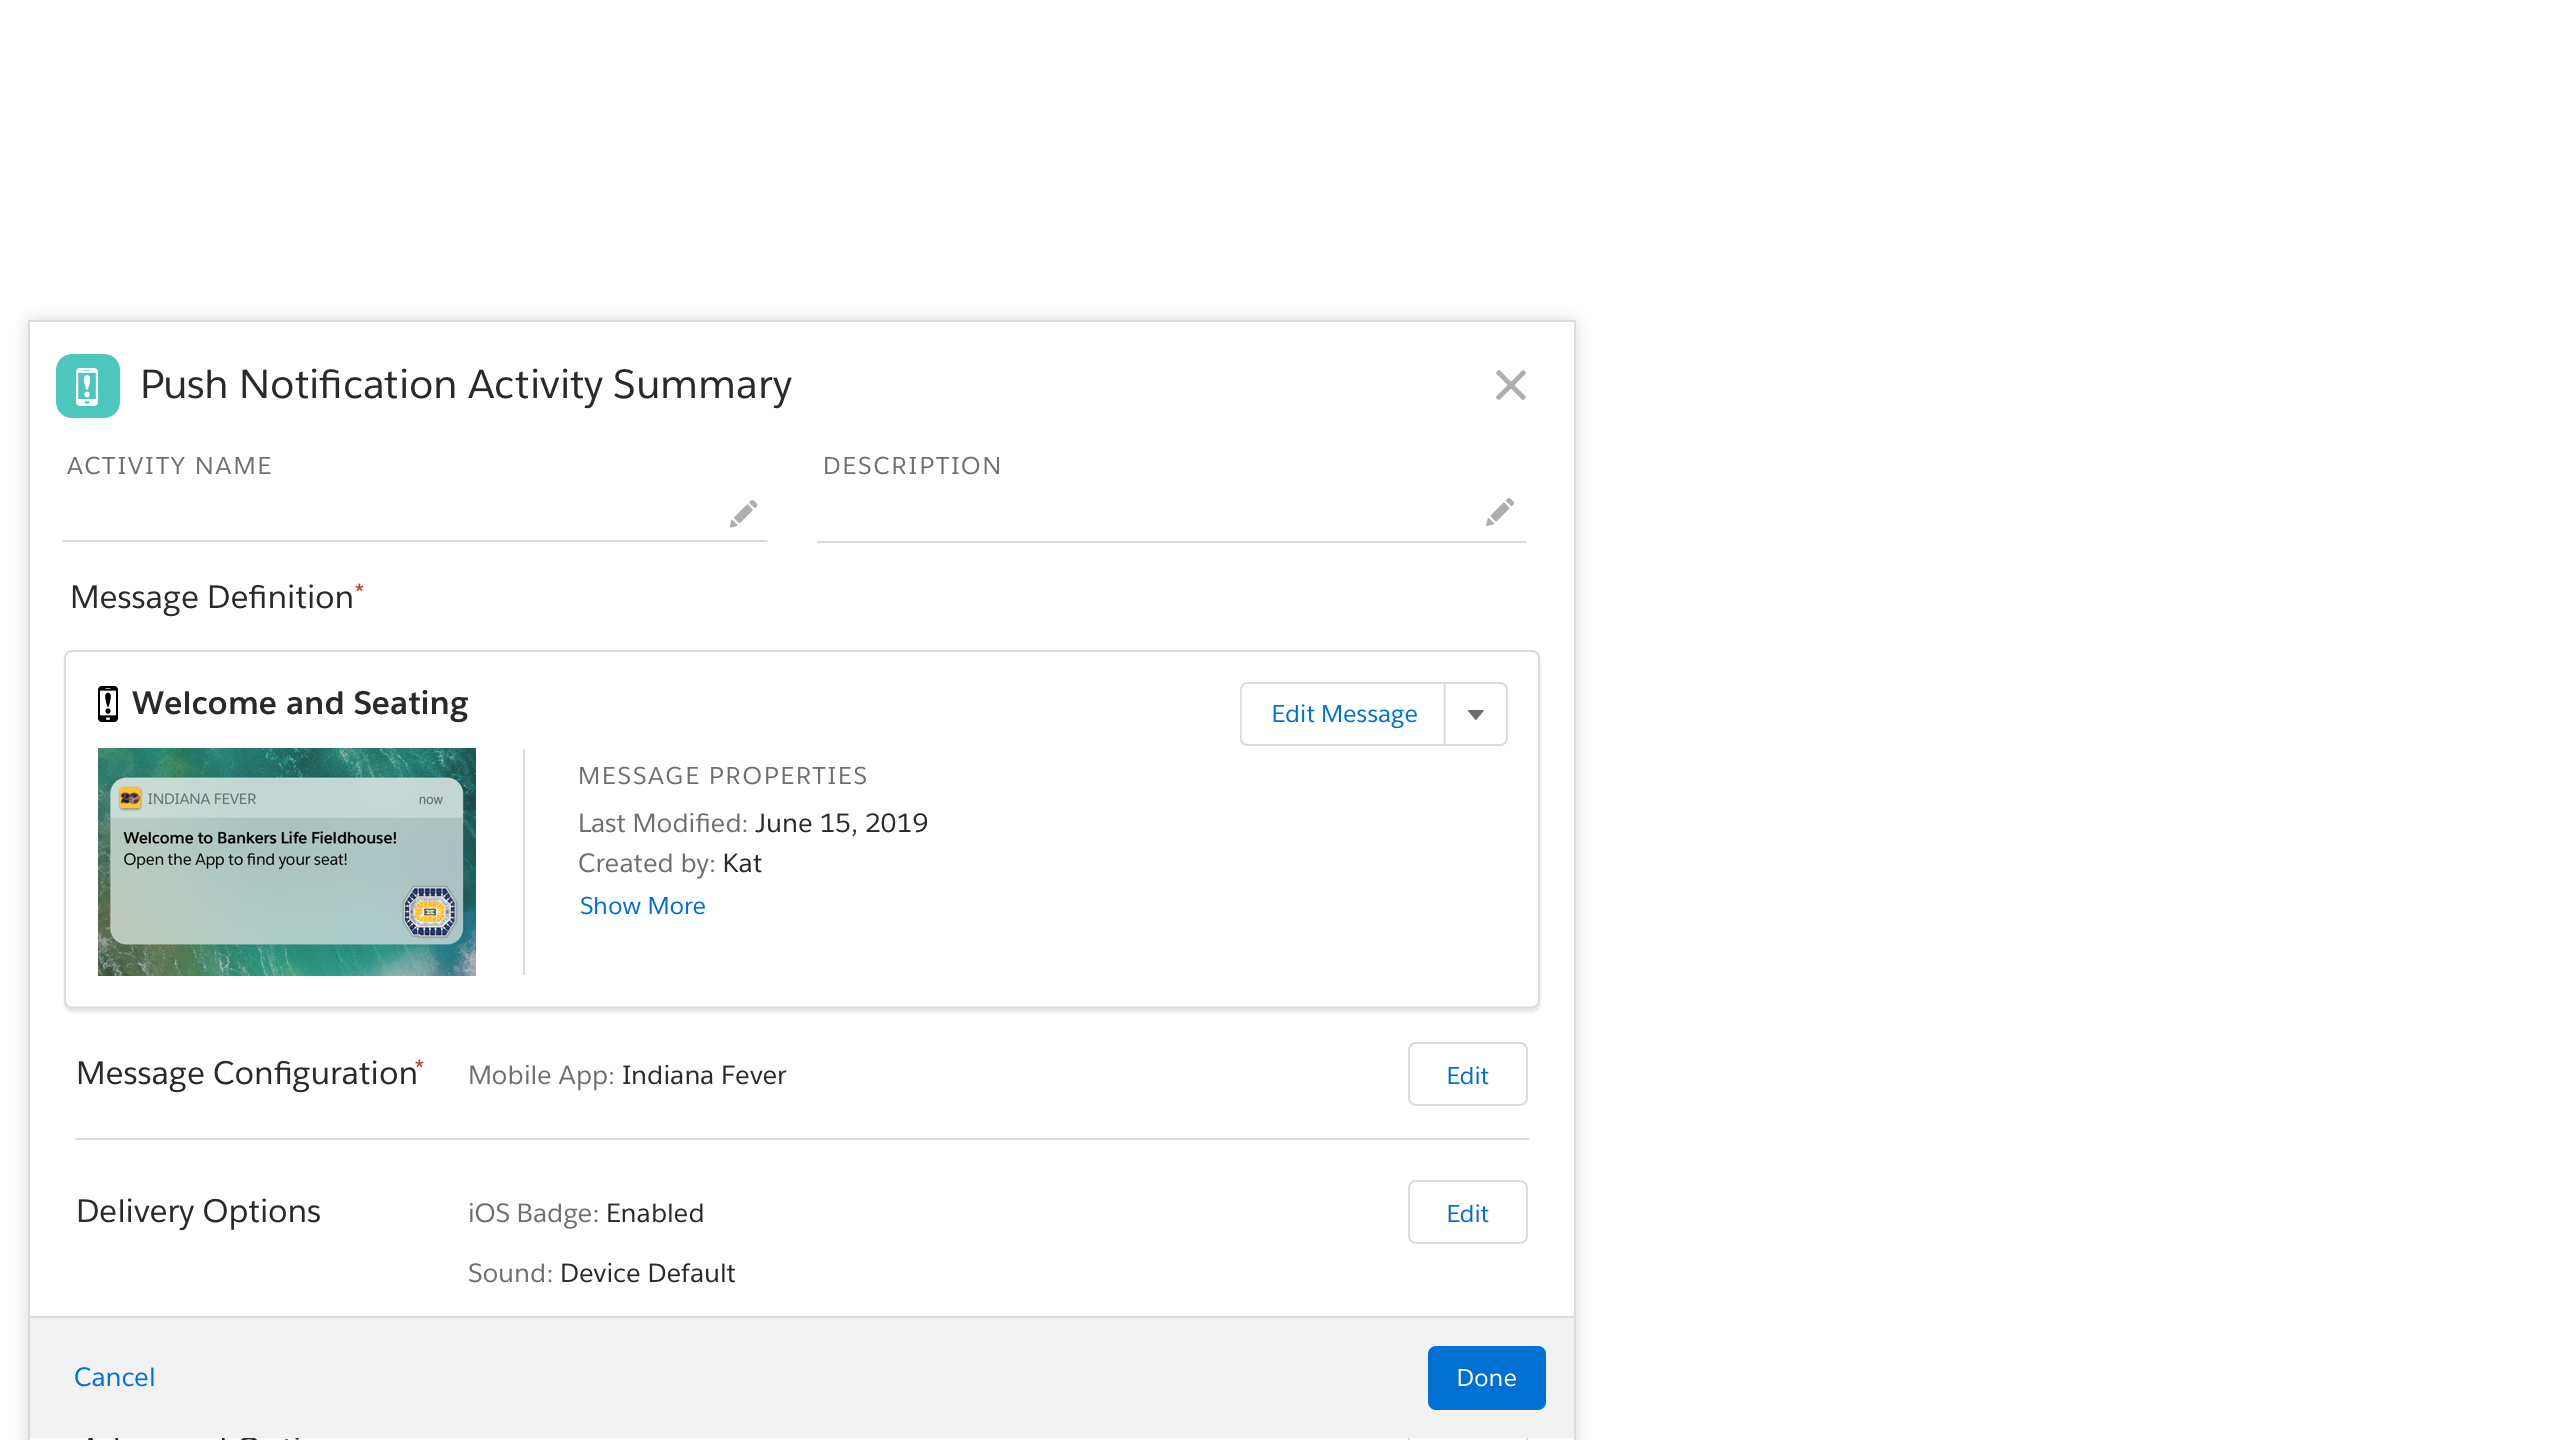 Push Notification Activity Summary
ACTIVITY NAME
DESCRIPTION
Message Definition*
Welcome and Seating
Edit Message
INDIANA FEVER now
Welcome to Bankers Life Fieldhouse!
Open the App to find your seat!
MESSAGE PROPERTIES
Last Modified: June 15, 2019
Created by: Kat
Show More
Message Configuration* Mobile App: Indiana Fever Edit
Delivery Options iOS Badge: Enabled Edit
Sound: Device Default
Cancel Done